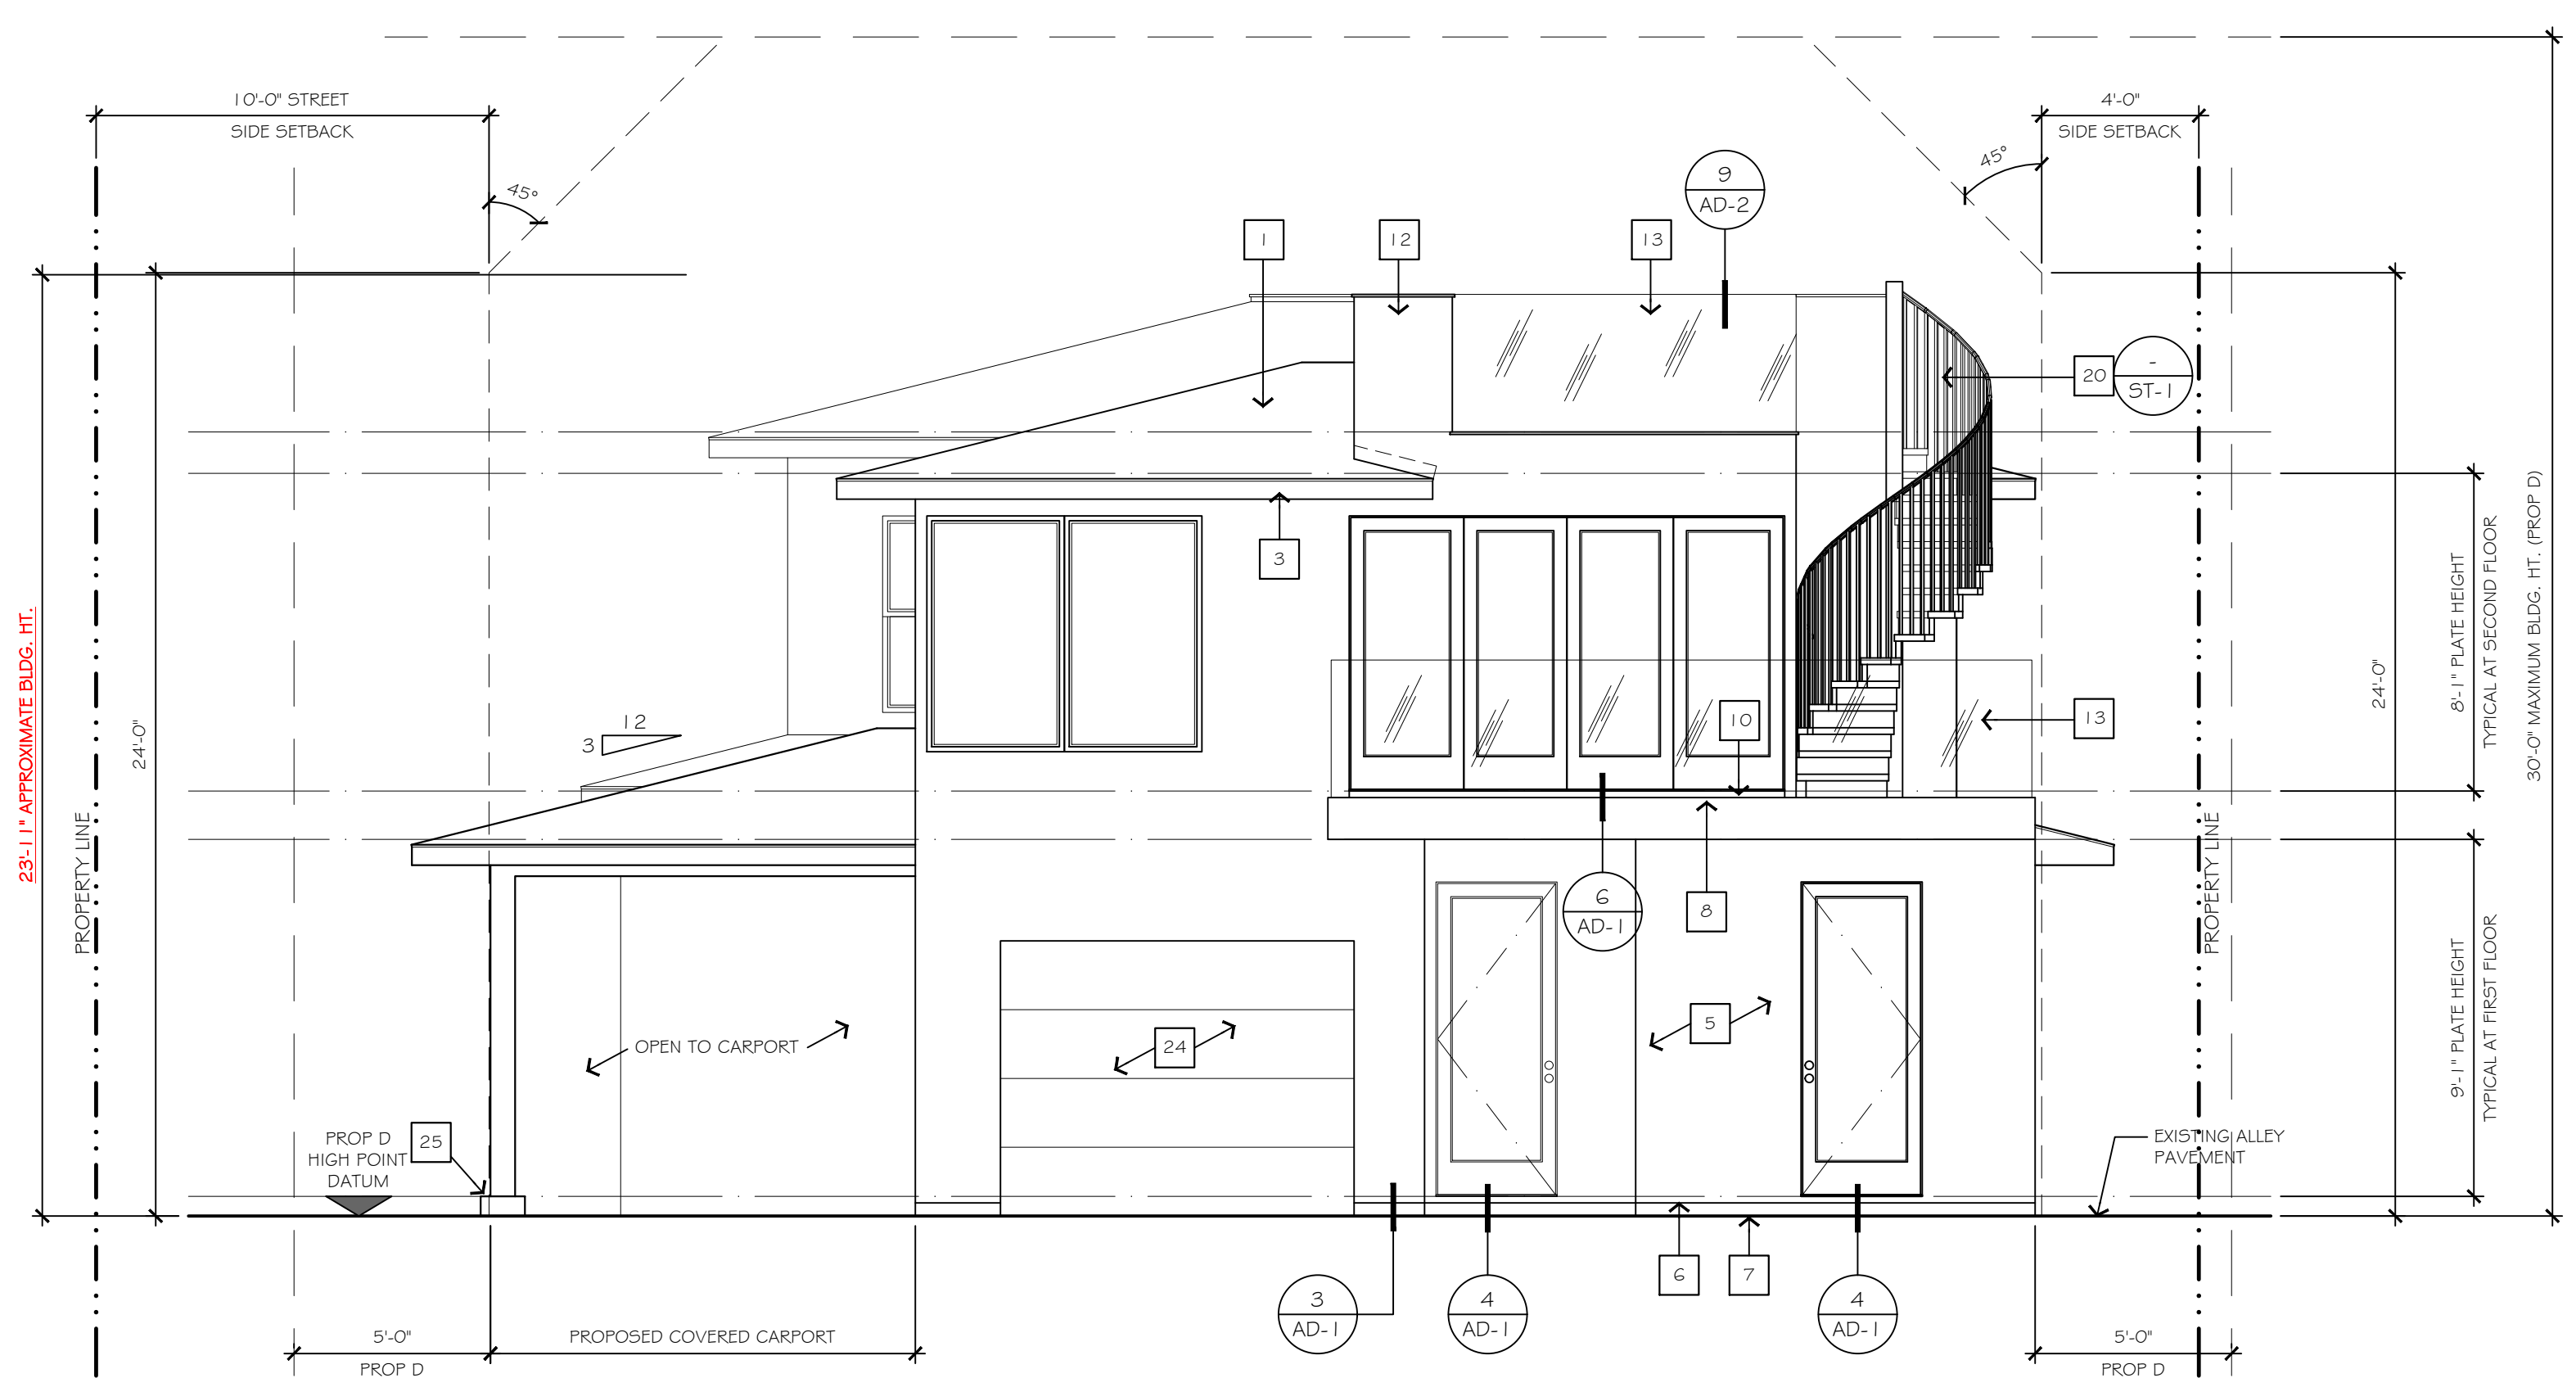 10'-0" STREET
SIDE SETBACK
4'-0"
SIDE SETBACK
45°
45°
9
AD-2
1
12
13
20
-
ST-1
3
23'-11" APPROXIMATE BLDG. HT.
PROPERTY LINE
24'-0"
12
3
10
13
24'-0"
8'-1" PLATE HEIGHT
TYPICAL AT SECOND FLOOR
30'-0" MAXIMUM BLDG. HT. (PROP D)
PROPERTY LINE
6
AD-1
8
9'-1" PLATE HEIGHT
TYPICAL AT FIRST FLOOR
OPEN TO CARPORT
24
5
PROP D
HIGH POINT
DATUM
25
EXISTING ALLEY
PAVEMENT
6
7
3
AD-1
4
AD-1
4
AD-1
5'-0"
PROP D
PROPOSED COVERED CARPORT
5'-0"
PROP D